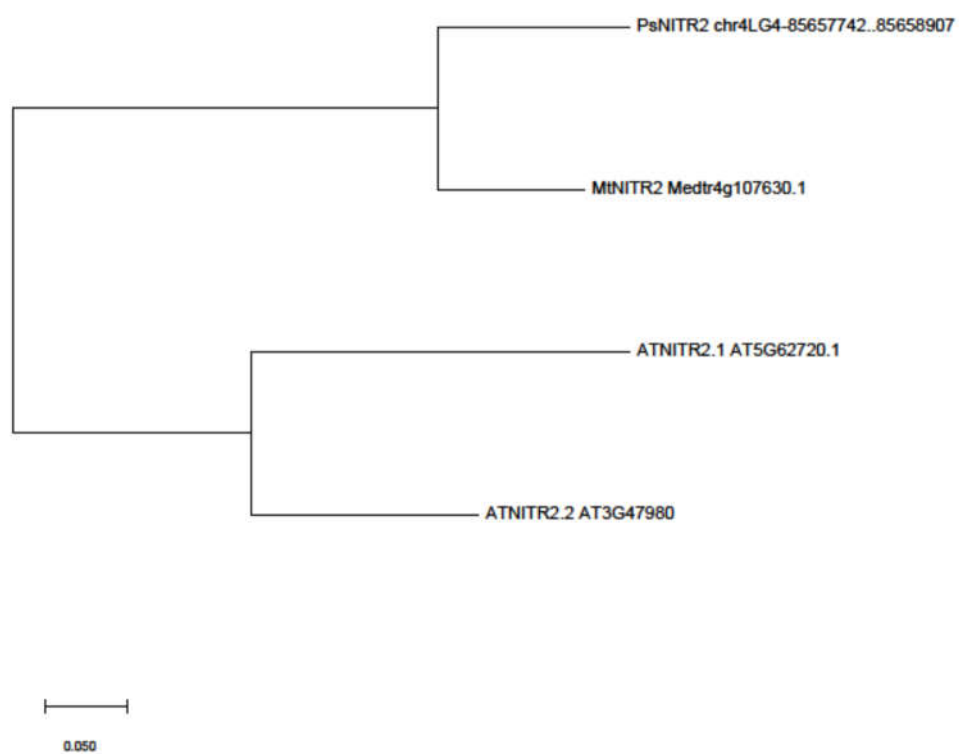 PsNITR2 chr4LG4-85657742..85658907
MtNITR2 Medtr4g107630.1
ATNITR2.1 AT5G62720.1
ATNITR2.2 AT3G47980
0.050